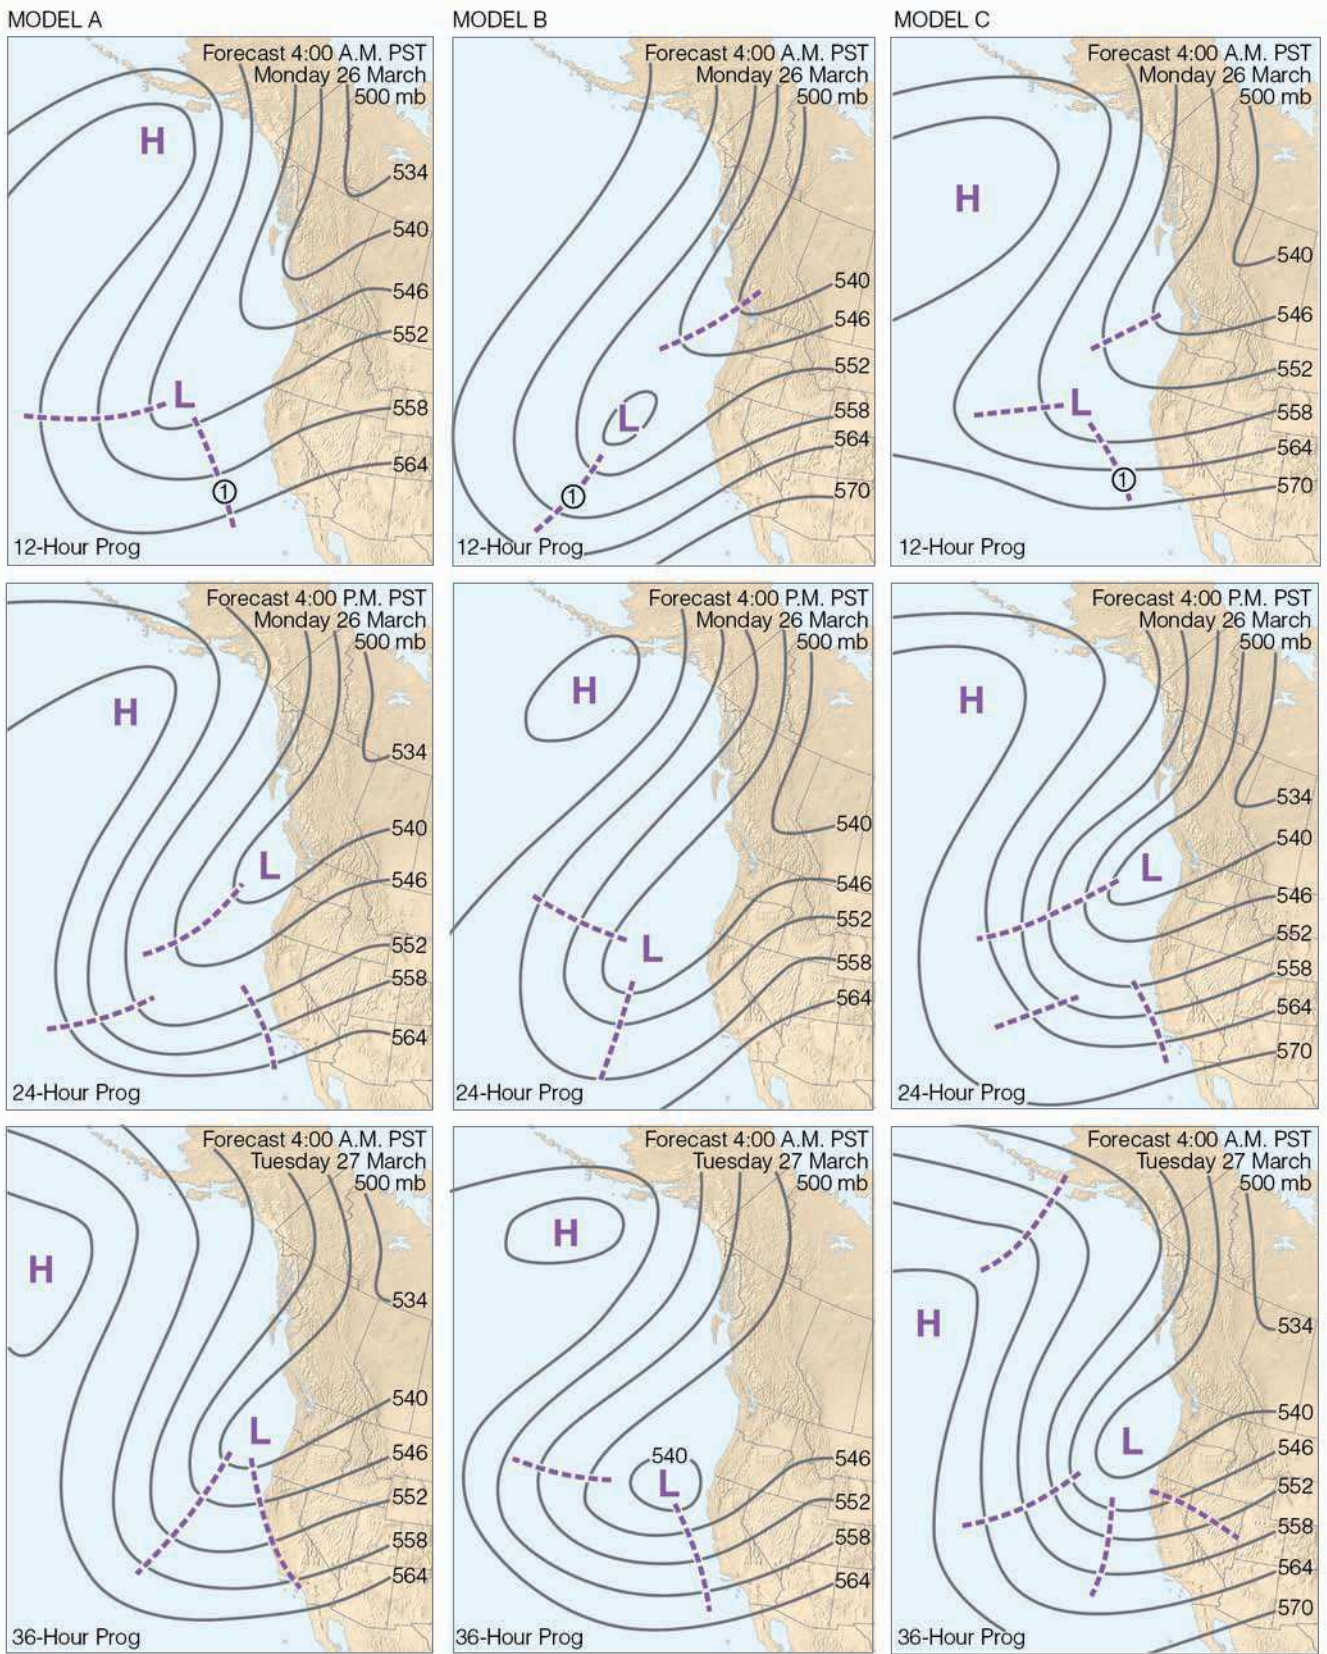 MODEL A
Forecast 4:00 A.M. PST
Monday 26 March
500 mb
H
534
540
546
552
L
558
564
1
12-Hour Prog
MODEL B
Forecast 4:00 A.M. PST
Monday 26 March
500 mb
540
546
552
558
L
564
570
1
12-Hour Prog
MODEL C
Forecast 4:00 A.M. PST
Monday 26 March
500 mb
H
540
546
552
L
558
564
1
570
12-Hour Prog
Forecast 4:00 P.M. PST
Monday 26 March
500 mb
H
534
540
L
546
552
558
564
24-Hour Prog
Forecast 4:00 P.M. PST
Monday 26 March
500 mb
H
540
546
552
L
558
564
24-Hour Prog
Forecast 4:00 P.M. PST
Monday 26 March
500 mb
H
534
540
L
546
552
558
564
570
24-Hour Prog
Forecast 4:00 A.M. PST
Tuesday 27 March
500 mb
H
534
540
L
546
552
558
564
36-Hour Prog
Forecast 4:00 A.M. PST
Tuesday 27 March
500 mb
H
540
546
L
552
558
564
36-Hour Prog
Forecast 4:00 A.M. PST
Tuesday 27 March
500 mb
H
534
540
L
546
552
558
564
570
36-Hour Prog